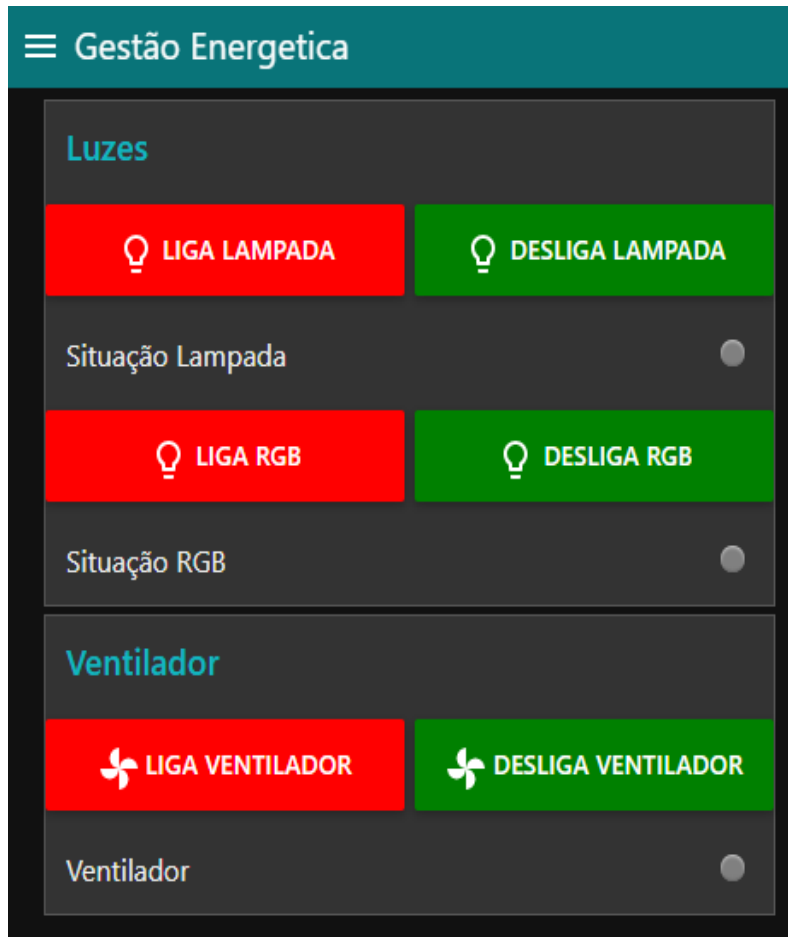 Gestão Energetica
Luzes
LIGA LAMPADA
DESLIGA LAMPADA
Situação Lampada
LIGA RGB
DESLIGA RGB
Situação RGB
Ventilador
LIGA VENTILADOR
DESLIGA VENTILADOR
Ventilador